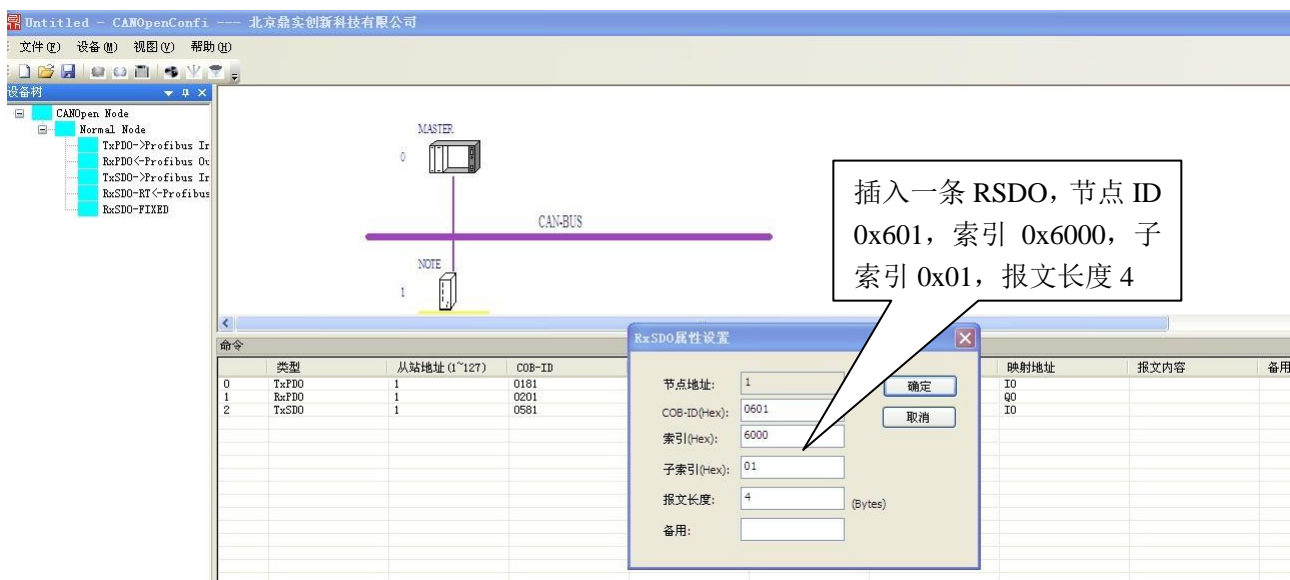 Untitled - CANOpenConfi --- 北京鼎实创新科技有限公司
文件(F) 设备(M) 视图(V) 帮助(H)
设备树
CANOpen Node
Normal Node
TxPDO->Profibus In
RxPDO<-Profibus Ou
TxSDO->Profibus In
RxSDO-RT<-Profibus
RxSDO-FIXED
MASTER
0
CAN-BUS
NOTE
1
插入一条 RSDO，节点 ID
0x601，索引 0x6000，子
索引 0x01，报文长度 4
命令
类型 从站地址(1~127) COB-ID 映射地址 报文内容 备用
0 TxPDO 1 0181 I0
1 RxPDO 1 0201 Q0
2 TxSDO 1 0581 I0
RxSDO属性设置
节点地址: 1 确定
COB-ID(Hex): 0601 取消
索引(Hex): 6000
子索引(Hex): 01
报文长度: 4 (Bytes)
备用: